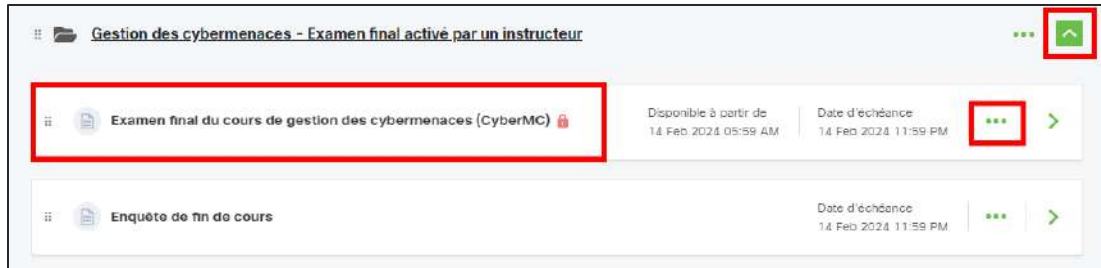 Gestion des cybermenaces - Examen final activé par un instructeur
Examen final du cours de gestion des cybermenaces (CyberMC)
Disponible à partir de
14 Feb 2024 05:59 AM
Date d'échéance
14 Feb 2024 11:59 PM
Enquête de fin de cours
Date d'échéance
14 Feb 2024 11:59 PM